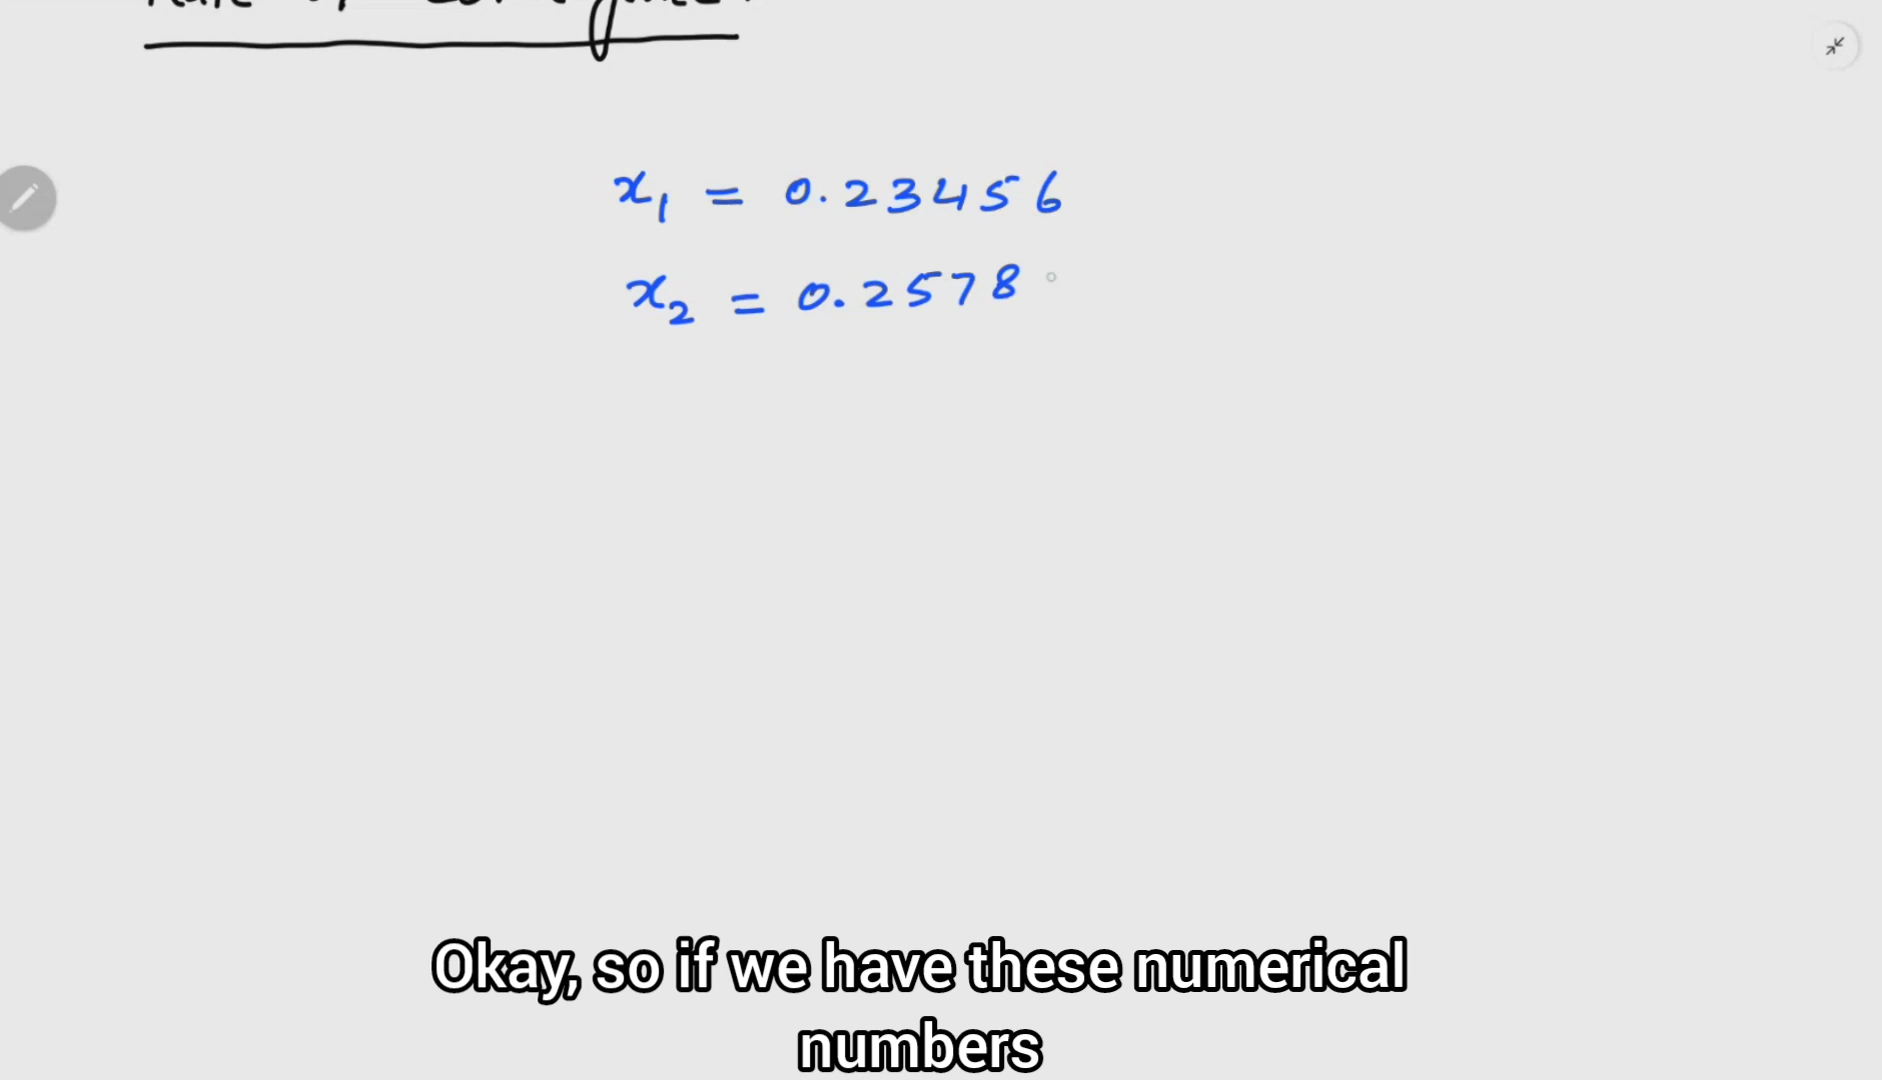 x₁ = 0.23456
x₂ = 0.2578
Okay, so if we have these numerical
numbers